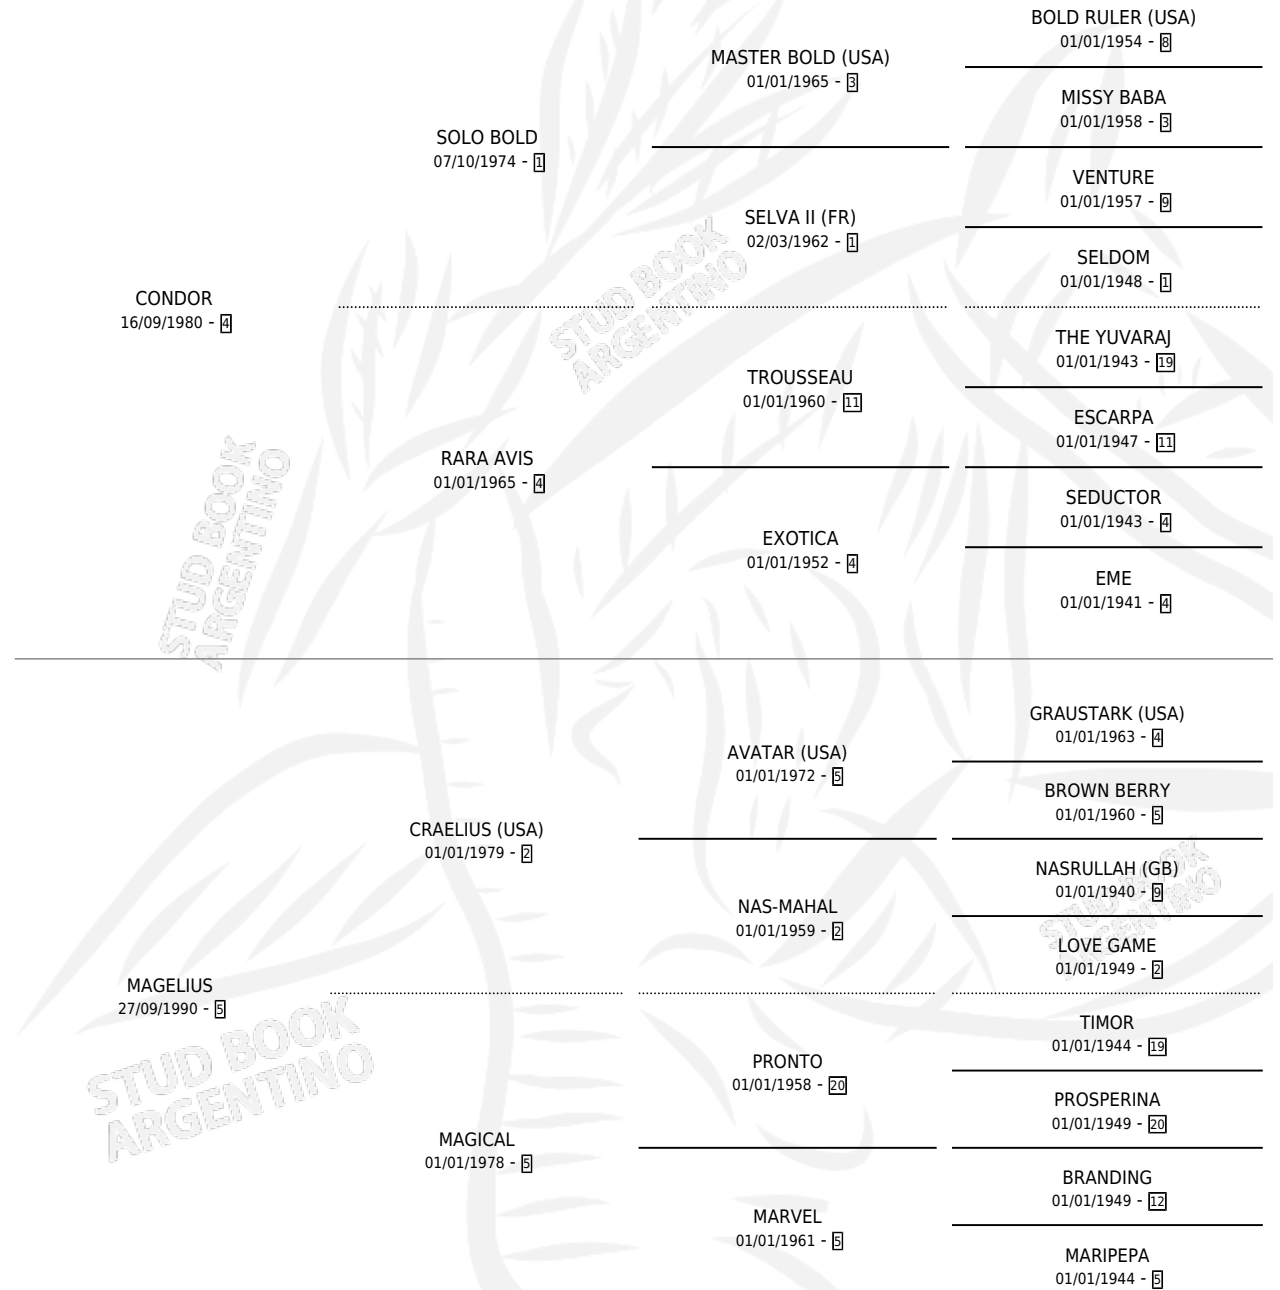 BOLD RULER (USA)
01/01/1954 - 8
MASTER BOLD (USA)
01/01/1965 - 3
MISSY BABA
01/01/1958 - 3
SOLO BOLD
07/10/1974 - 1
VENTURE
01/01/1957 - 9
SELVA II (FR)
02/03/1962 - 1
SELDOM
01/01/1948 - 1
CONDOR
16/09/1980 - 4
THE YUVARAJ
01/01/1943 - 19
TROUSSEAU
01/01/1960 - 11
ESCARPA
01/01/1947 - 11
RARA AVIS
01/01/1965 - 4
SEDUCTOR
01/01/1943 - 4
EXOTICA
01/01/1952 - 4
EME
01/01/1941 - 4
GRAUSTARK (USA)
01/01/1963 - 4
AVATAR (USA)
01/01/1972 - 5
BROWN BERRY
01/01/1960 - 5
CRAELIUS (USA)
01/01/1979 - 2
NASRULLAH (GB)
01/01/1940 - 9
NAS-MAHAL
01/01/1959 - 2
LOVE GAME
01/01/1949 - 2
MAGELIUS
27/09/1990 - 5
TIMOR
01/01/1944 - 19
PRONTO
01/01/1958 - 20
PROSPERINA
01/01/1949 - 20
MAGICAL
01/01/1978 - 5
BRANDING
01/01/1949 - 12
MARVEL
01/01/1961 - 5
MARIPEPA
01/01/1944 - 5
STUD BOOK
ARGENTINO
STUD BOOK
ARGENTINO
STUD BOOK
ARGENTINO
STUD BOOK
ARGENTINO